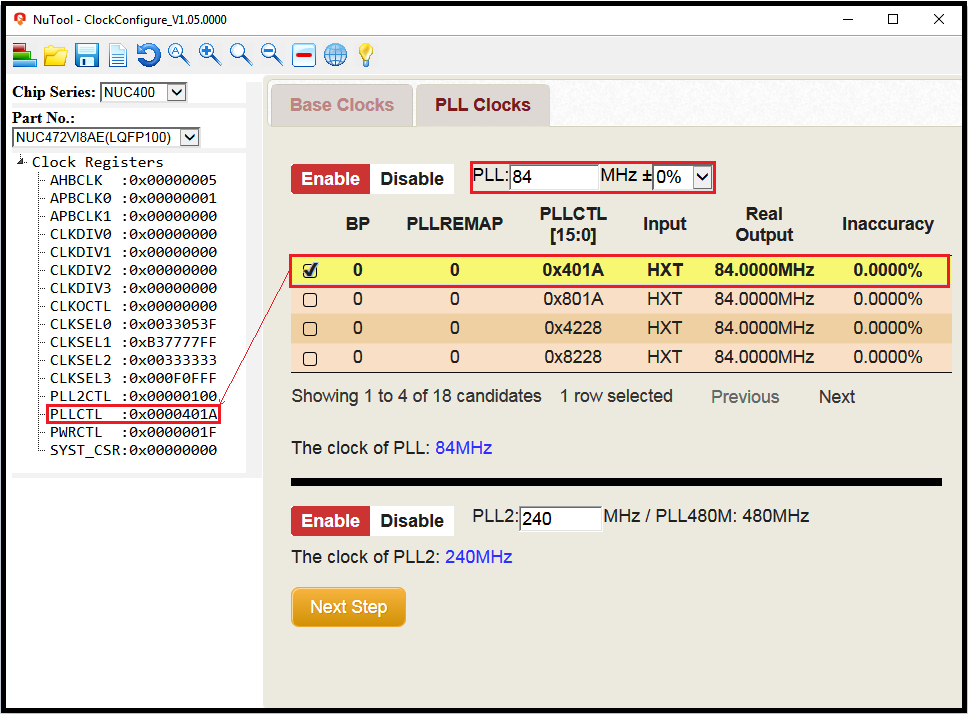 NuTool - ClockConfigure_V1.05.0000
Chip Series: NUC400
Part No.:
NUC472VI8AE(LQFP100)
Clock Registers
AHBCLK :0x00000005
APBCLK0 :0x00000001
APBCLK1 :0x00000000
CLKDIV0 :0x00000000
CLKDIV1 :0x00000000
CLKDIV2 :0x00000000
CLKDIV3 :0x00000000
CLKOCTL :0x00000000
CLKSEL0 :0x0033053F
CLKSEL1 :0xB37777FF
CLKSEL2 :0x00333333
CLKSEL3 :0x000F0FFF
PLL2CTL :0x00000100
PLLCTL :0x0000401A
PWRCTL :0x0000001F
SYST_CSR:0x00000000
Base Clocks PLL Clocks
Enable Disable PLL: 84 MHz ± 0%
BP PLLREMAP PLLCTL [15:0] Input Real Output Inaccuracy
0 0 0x401A HXT 84.0000MHz 0.0000%
0 0 0x801A HXT 84.0000MHz 0.0000%
0 0 0x4228 HXT 84.0000MHz 0.0000%
0 0 0x8228 HXT 84.0000MHz 0.0000%
Showing 1 to 4 of 18 candidates 1 row selected Previous Next
The clock of PLL: 84MHz
Enable Disable PLL2: 240 MHz / PLL480M: 480MHz
The clock of PLL2: 240MHz
Next Step